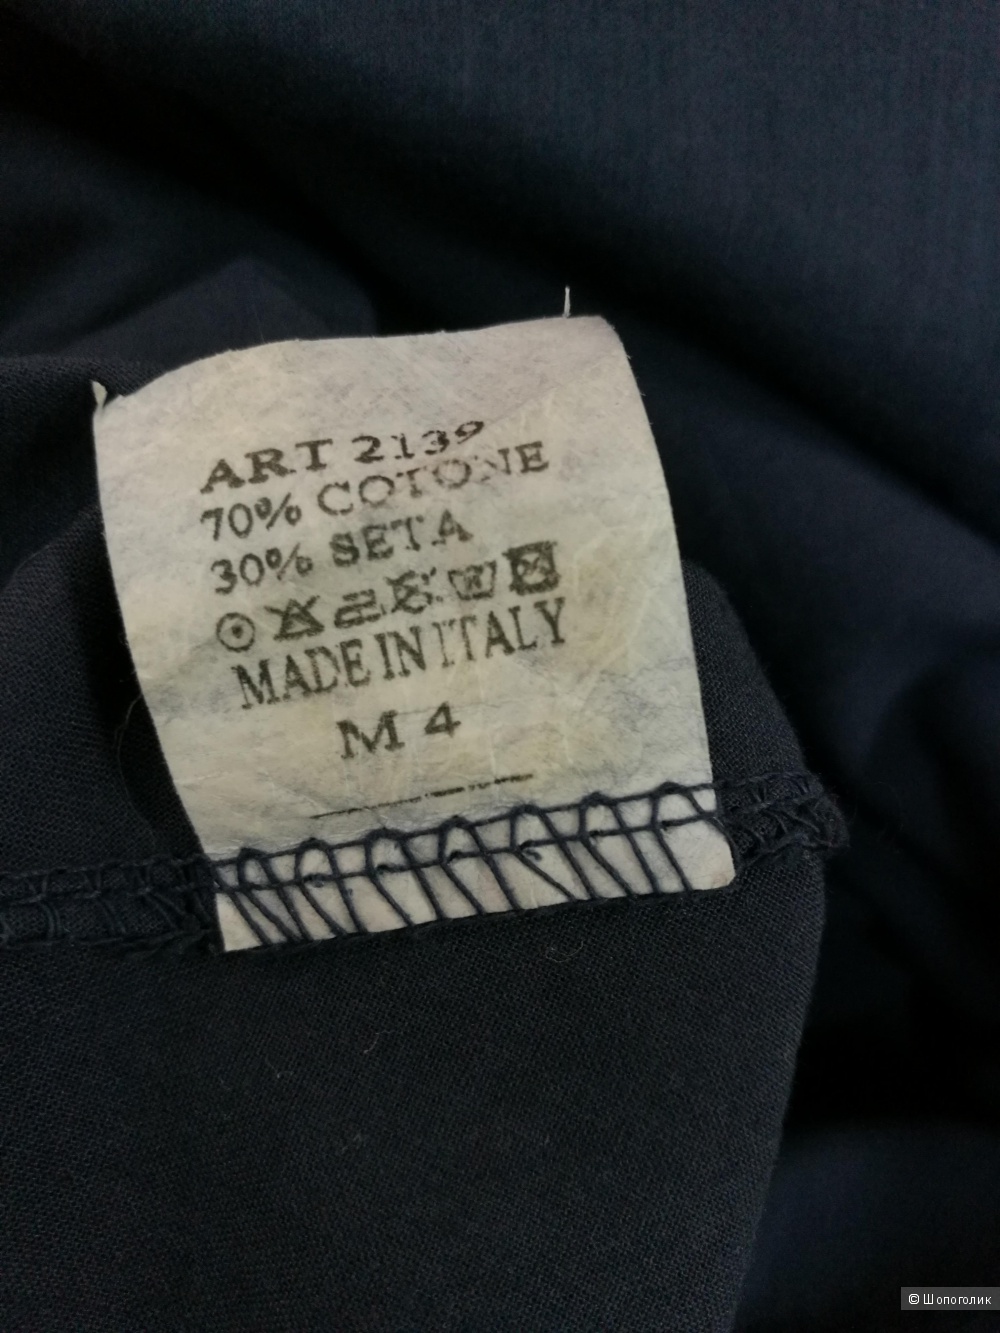 ART 2139
70% COTONE
30% SETA
MADE IN ITALY
M 4
© Шопоголик